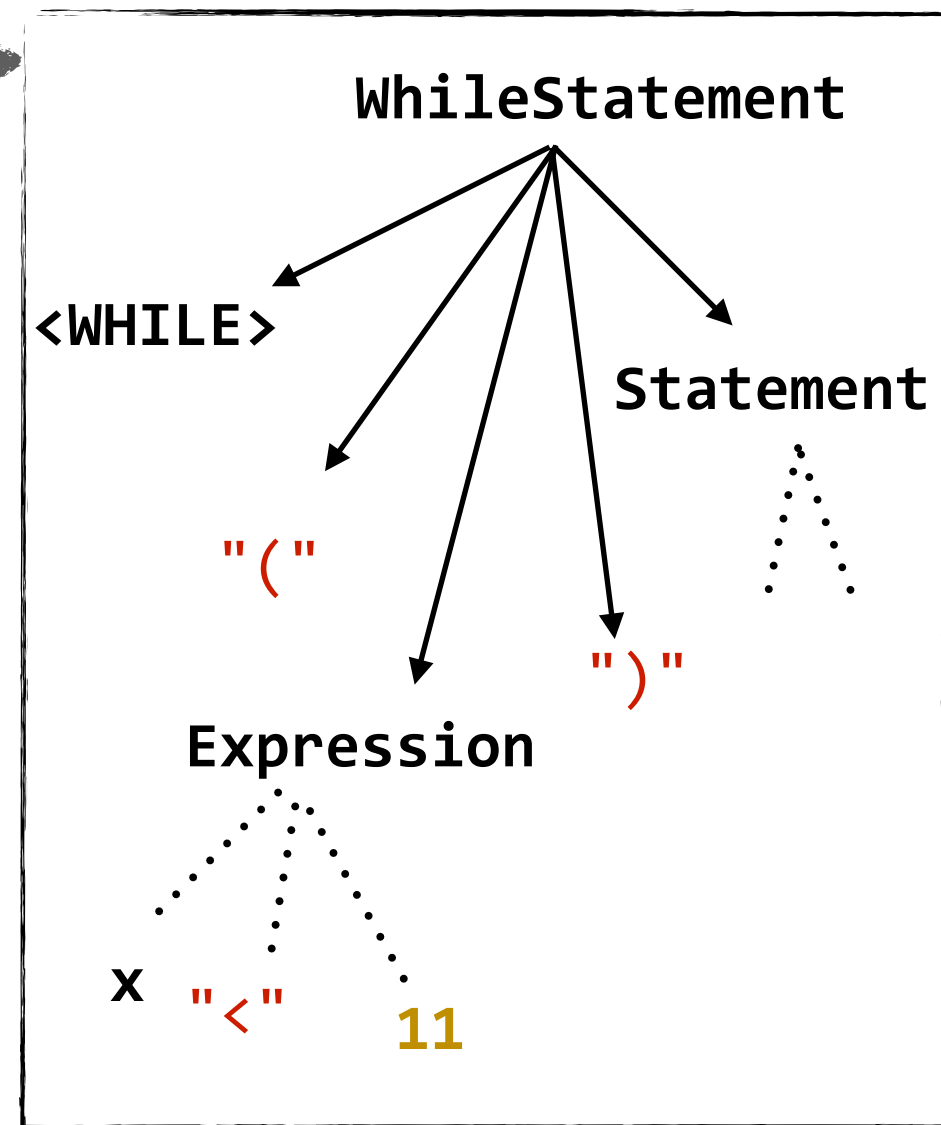 WhileStatement
<WHILE>
Statement
"("
")"
Expression
x "<" 11